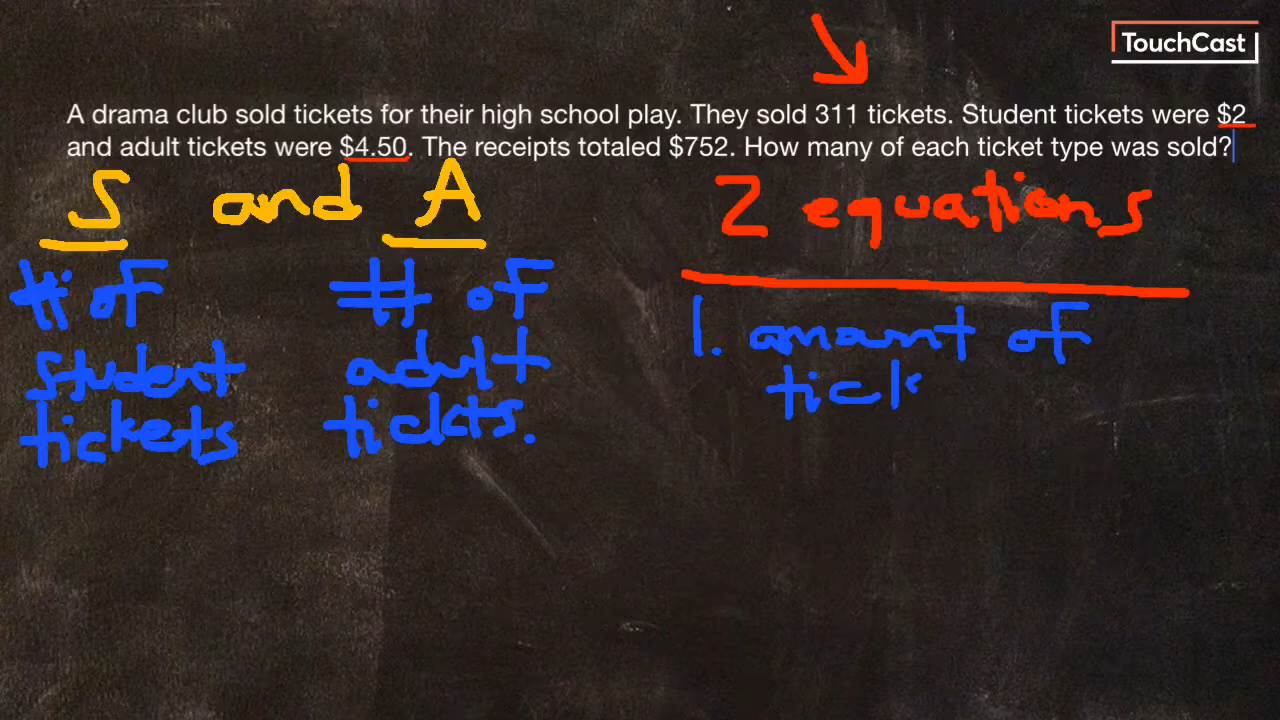 TouchCast
A drama club sold tickets for their high school play. They sold 311 tickets. Student tickets were $2
and adult tickets were $4.50. The receipts totaled $752. How many of each ticket type was sold?
S and A
2 equations
# of
student
tickets
# of
adult
tickts.
1. amount of
tick